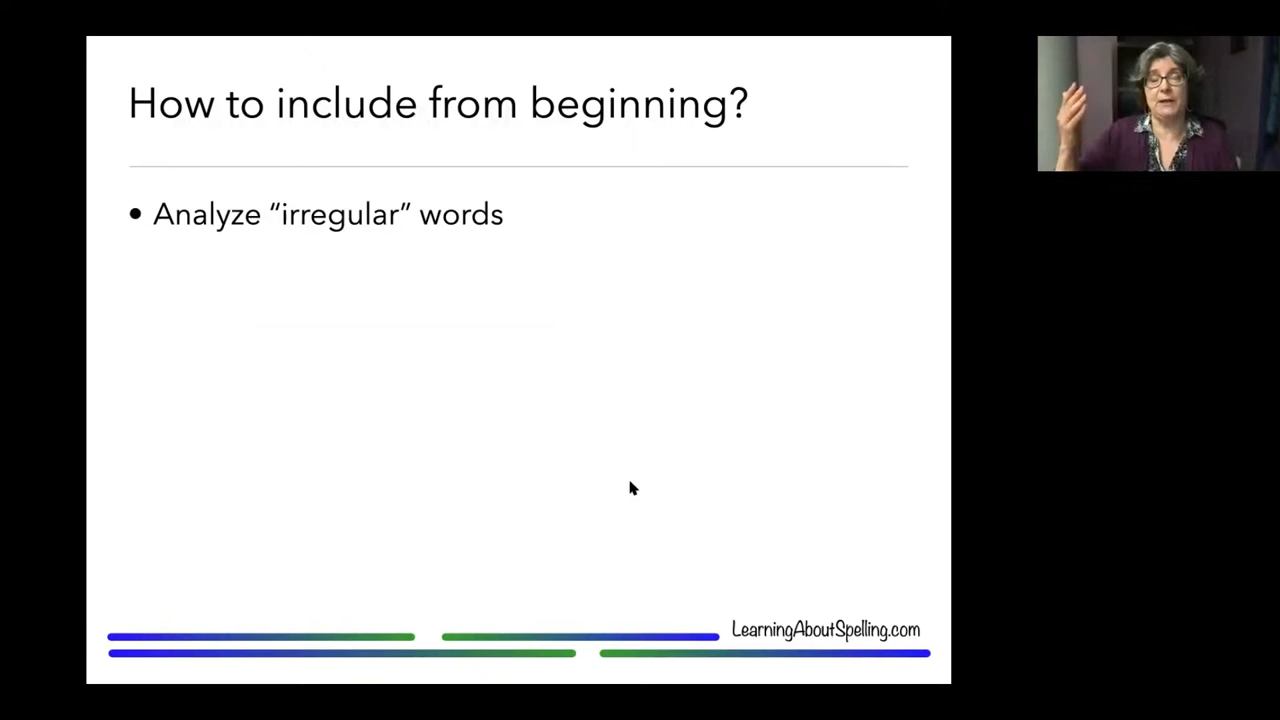 How to include from beginning?
• Analyze “irregular” words
LearningAboutSpelling.com